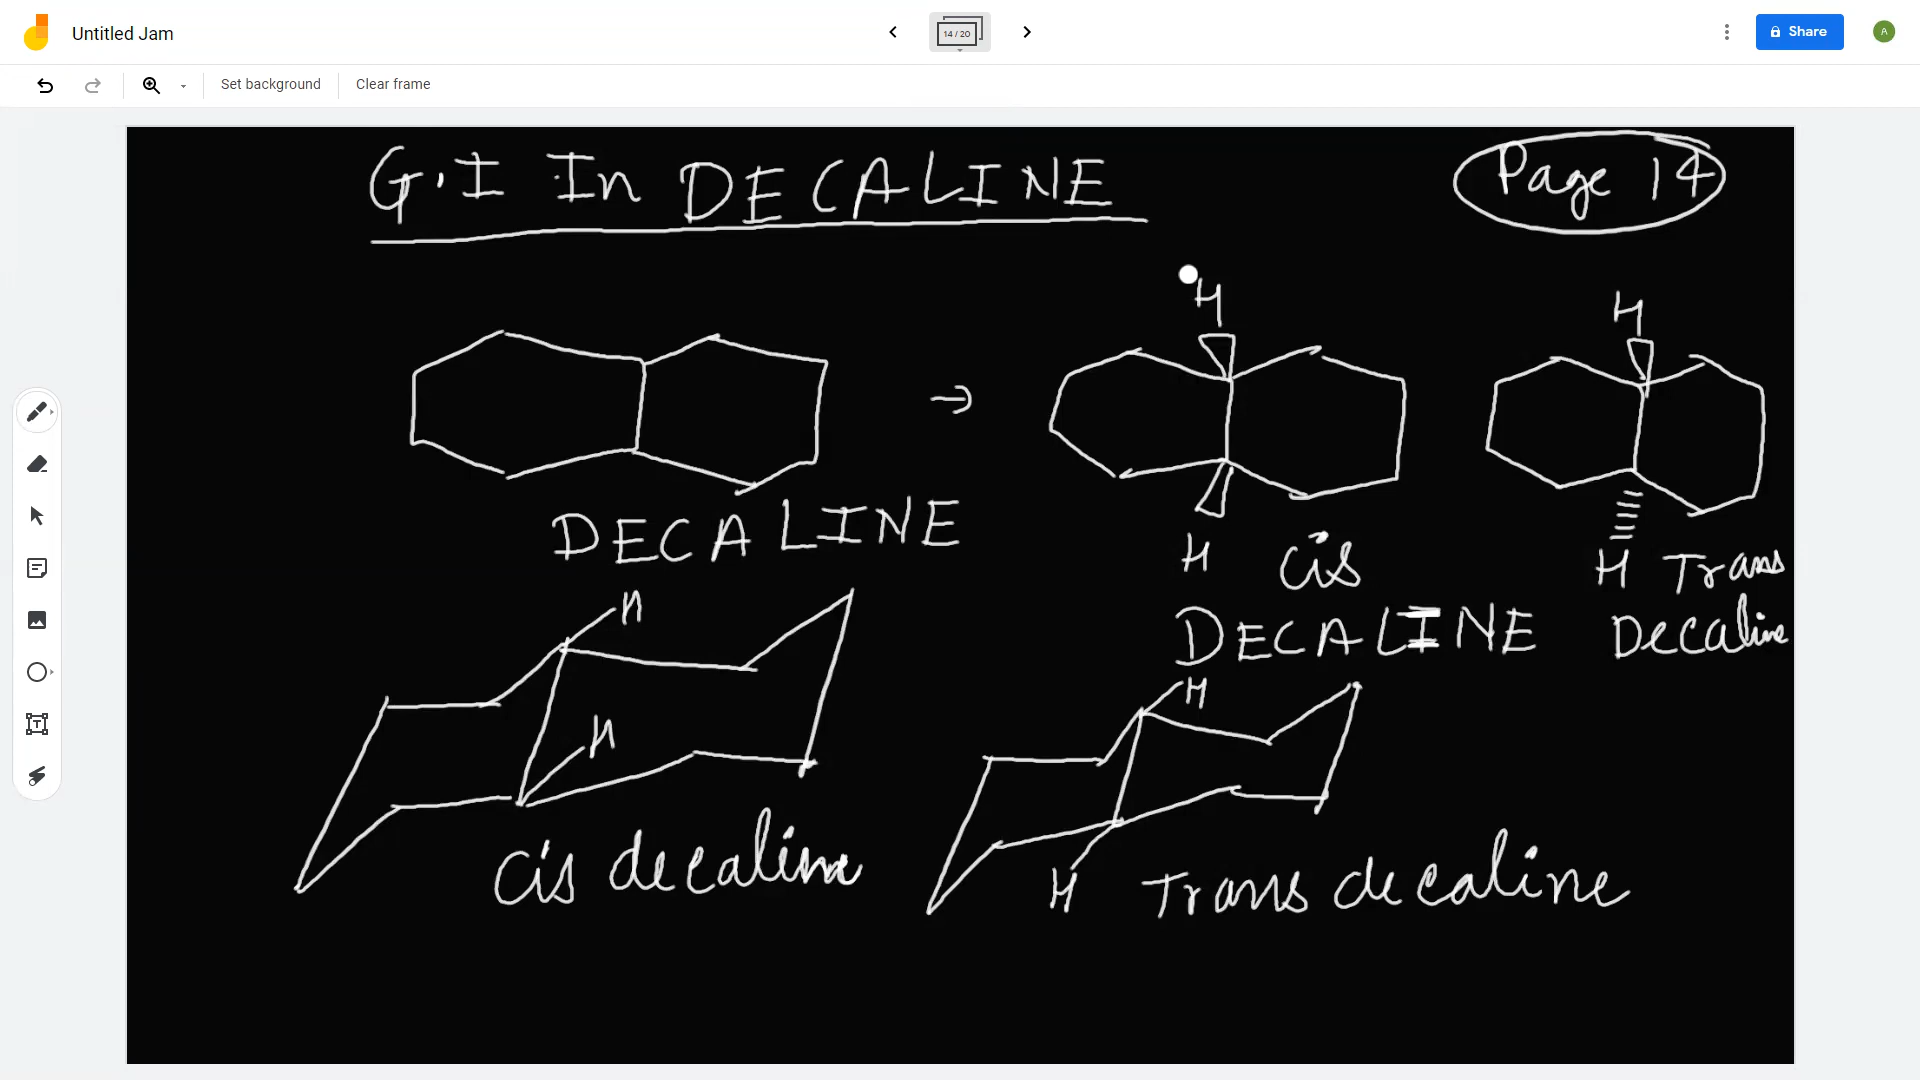 Untitled Jam
14 / 20
Share
A
Set background
Clear frame
G.I In DECALINE
Page 14
H
H
DECALINE
H
cis
H
Trans
DECALINE
Decaline
H
H
H
H
cis decaline
Trans decaline